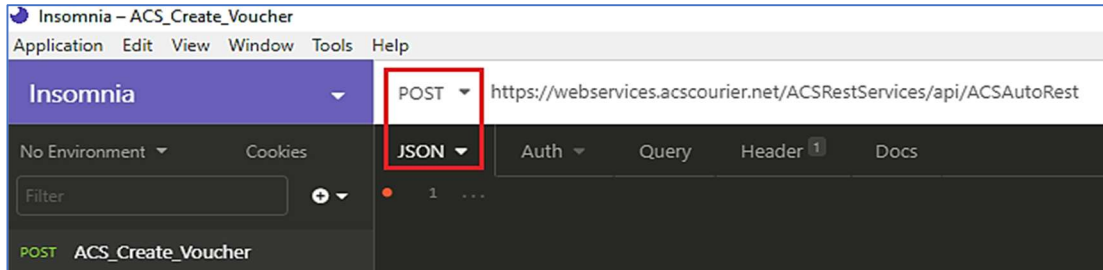 Insomnia – ACS_Create_Voucher
Application Edit View Window Tools Help
Insomnia
POST https://webservices.acscourier.net/ACSRestServices/api/ACSAutoRest
No Environment Cookies
JSON Auth Query Header 1 Docs
Filter
1 ...
POST ACS_Create_Voucher